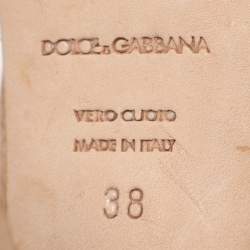 DOLCE & GABBANA
VERO CUOIO
MADE IN ITALY
38